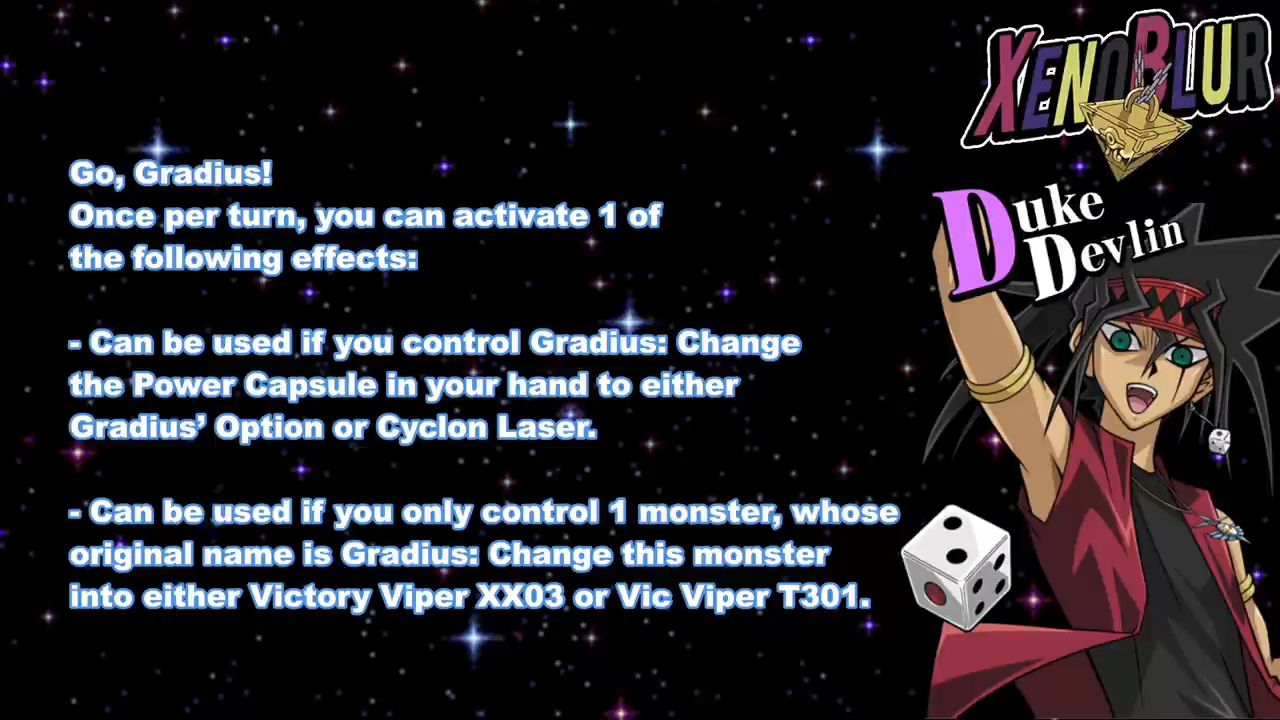 XENOBLUR
Duke
Devlin
Go, Gradius!
Once per turn, you can activate 1 of
the following effects:
- Can be used if you control Gradius: Change
the Power Capsule in your hand to either
Gradius’ Option or Cyclon Laser.
- Can be used if you only control 1 monster, whose
original name is Gradius: Change this monster
into either Victory Viper XX03 or Vic Viper T301.